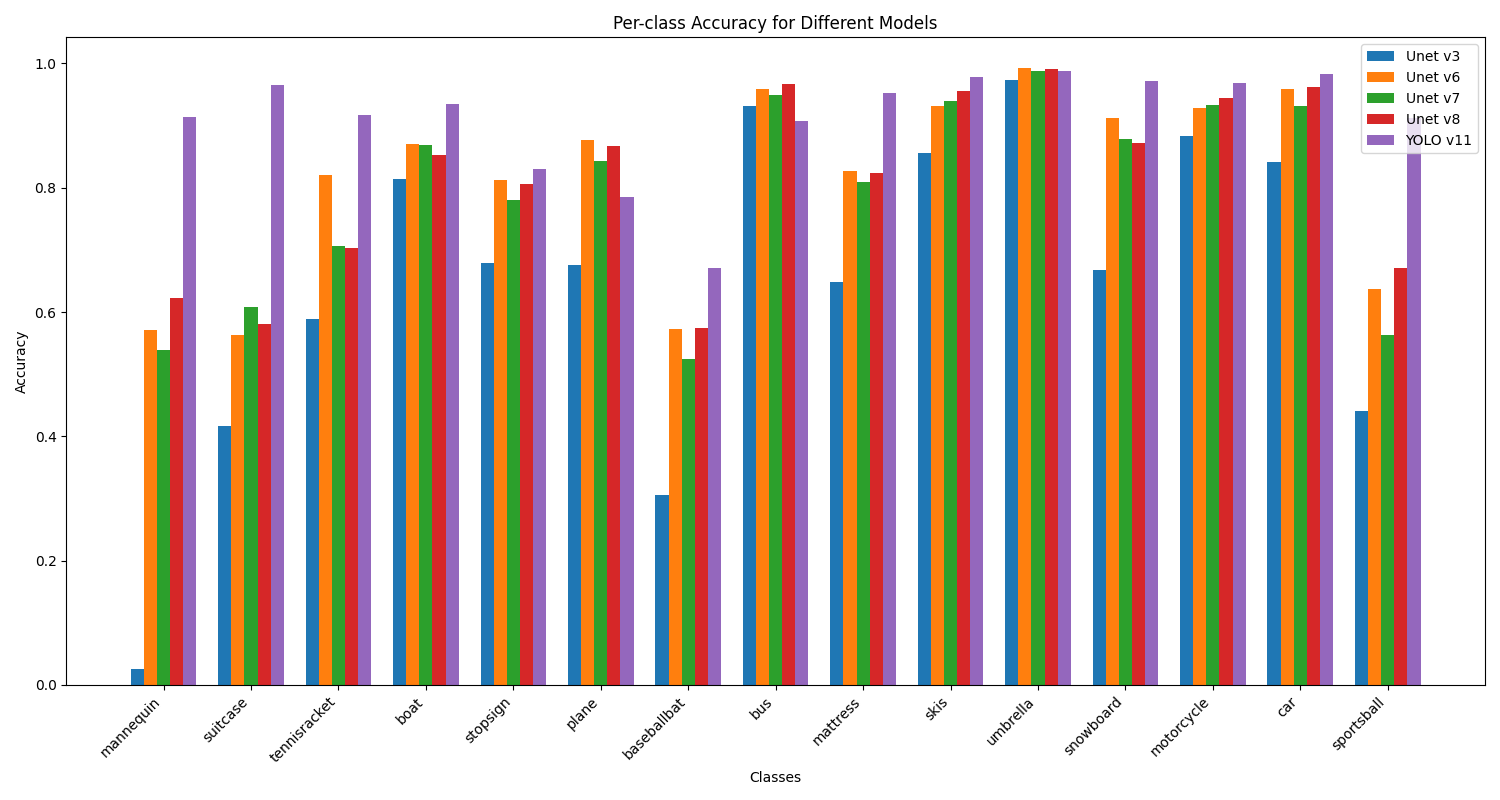 Per-class Accuracy for Different Models
Unet v3
Unet v6
Unet v7
Unet v8
YOLO v11
Accuracy
1.0
0.8
0.6
0.4
0.2
0.0
mannequin
suitcase
tennisracket
boat
stopsign
plane
baseballbat
bus
mattress
skis
umbrella
snowboard
motorcycle
car
sportsball
Classes